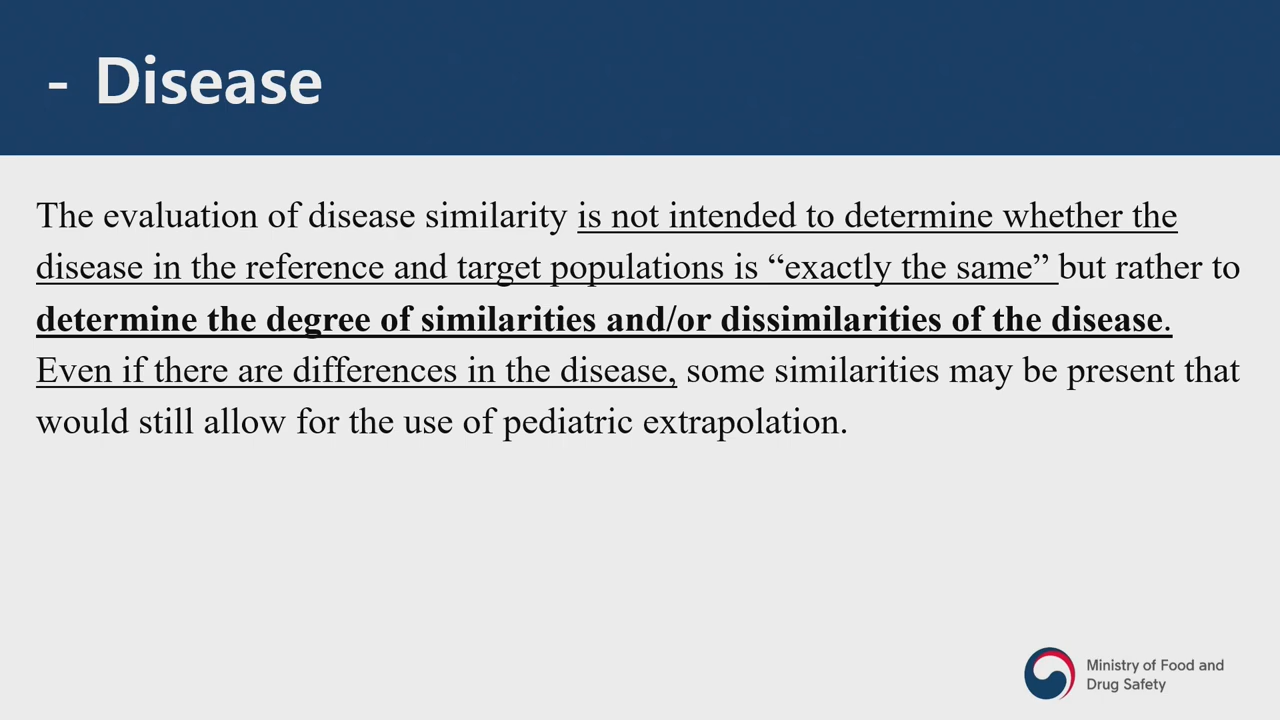 - Disease
The evaluation of disease similarity is not intended to determine whether the
disease in the reference and target populations is “exactly the same” but rather to
determine the degree of similarities and/or dissimilarities of the disease.
Even if there are differences in the disease, some similarities may be present that
would still allow for the use of pediatric extrapolation.
Ministry of Food and
Drug Safety